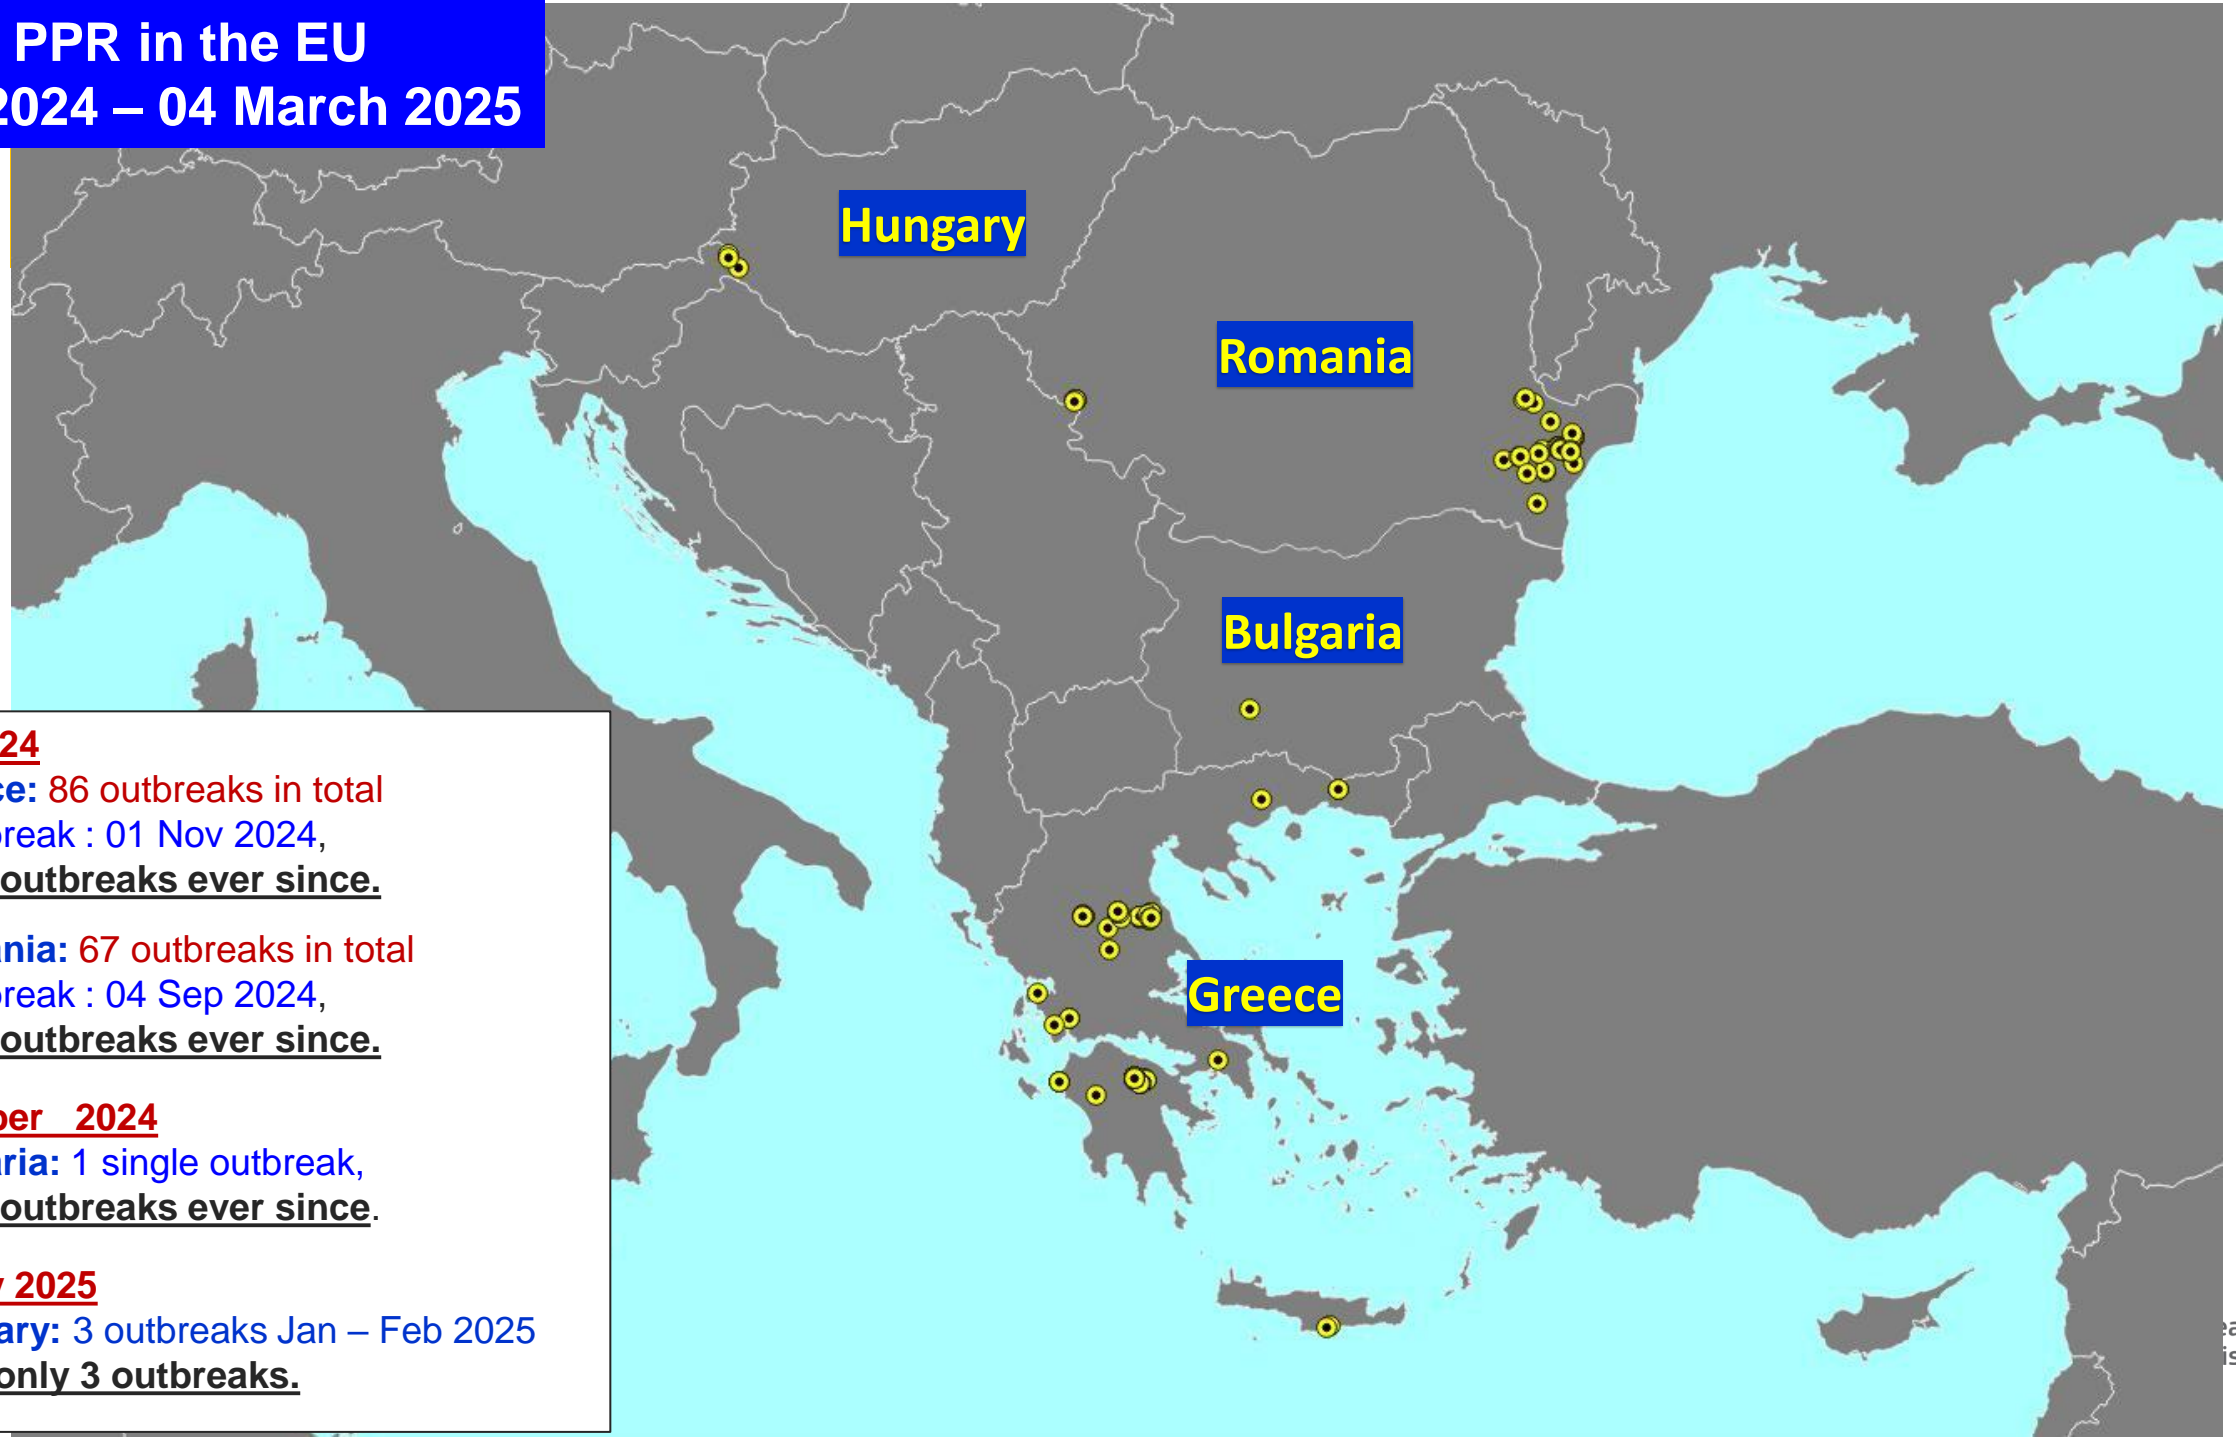 PPR in the EU
2024 – 04 March 2025
Hungary
Romania
Bulgaria
Greece
24
ce: 86 outbreaks in total
reak : 01 Nov 2024,
outbreaks ever since.
nia: 67 outbreaks in total
reak : 04 Sep 2024,
outbreaks ever since.
ber 2024
aria: 1 single outbreak,
outbreaks ever since.
2025
ary: 3 outbreaks Jan – Feb 2025
only 3 outbreaks.